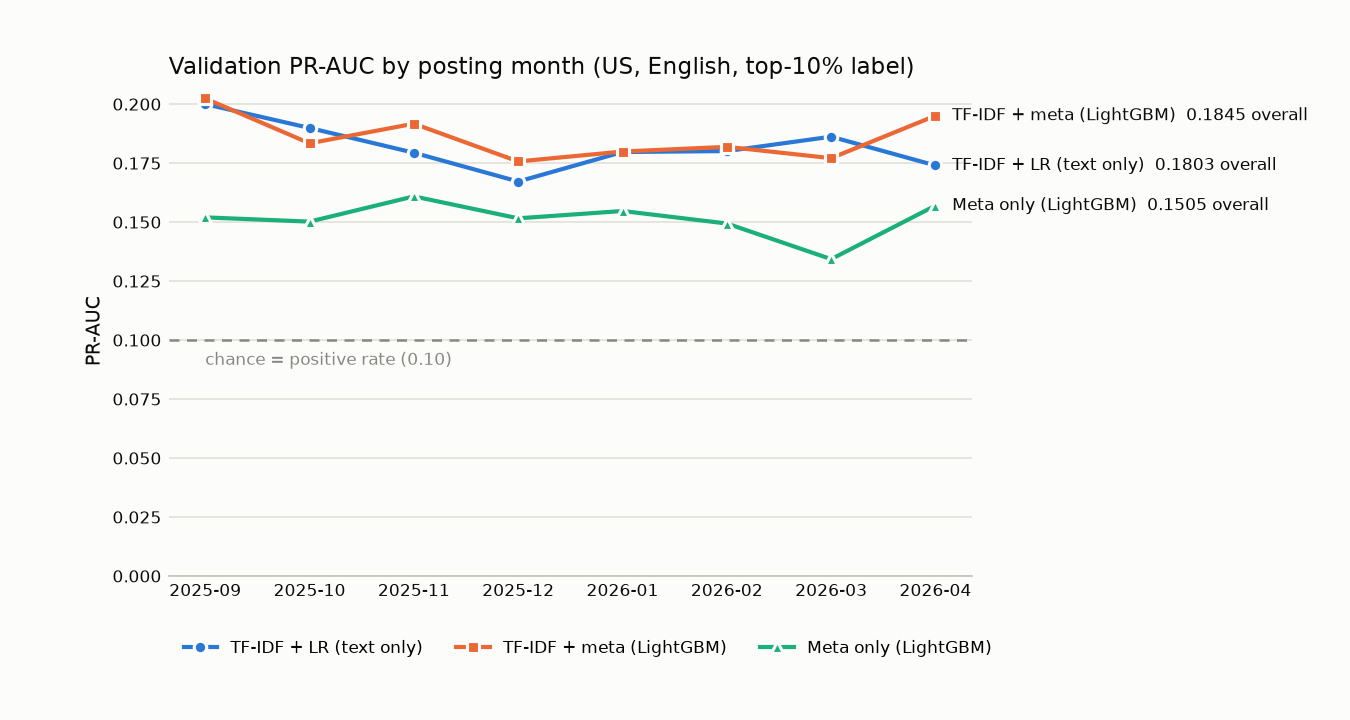 Validation PR-AUC by posting month (US, English, top-10% label)
PR-AUC
0.200
0.175
0.150
0.125
0.100
0.075
0.050
0.025
0.000
TF-IDF + meta (LightGBM)  0.1845 overall
TF-IDF + LR (text only)  0.1803 overall
Meta only (LightGBM)  0.1505 overall
chance = positive rate (0.10)
2025-09 2025-10 2025-11 2025-12 2026-01 2026-02 2026-03 2026-04
TF-IDF + LR (text only) TF-IDF + meta (LightGBM) Meta only (LightGBM)